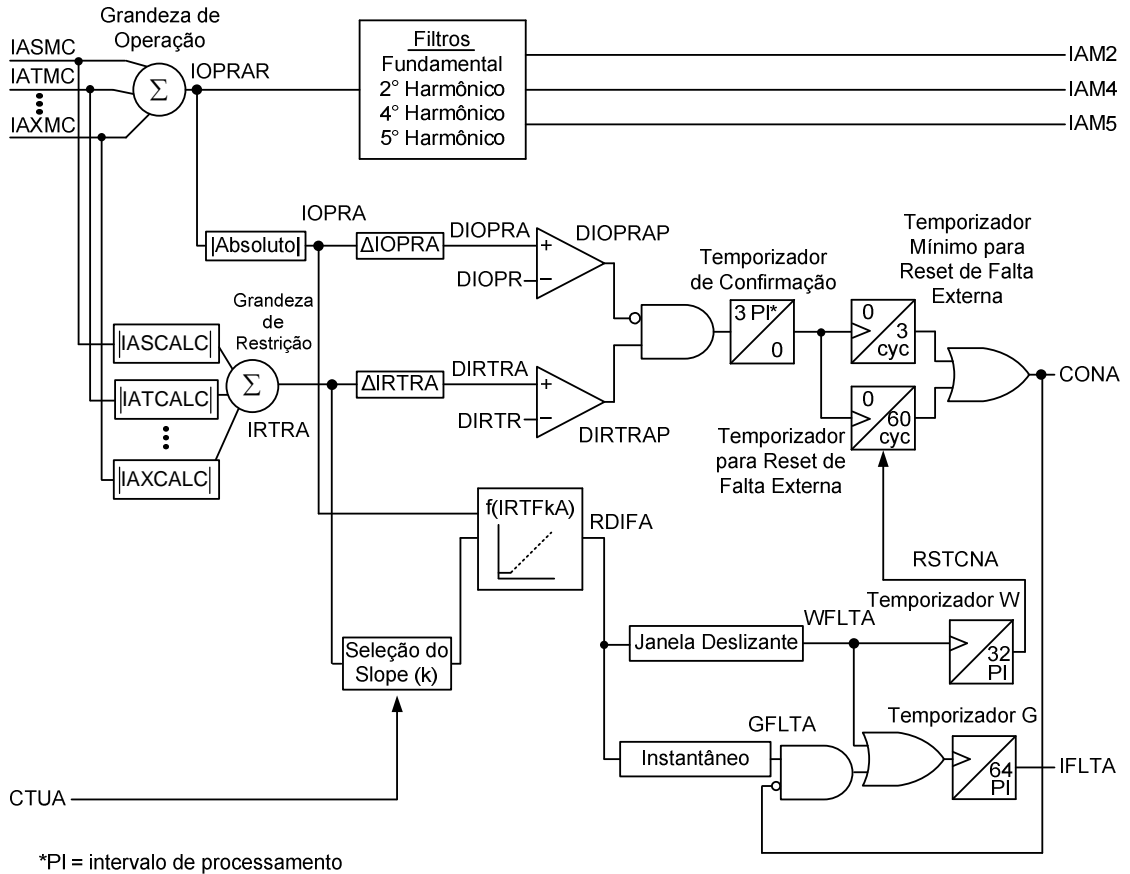 Grandeza de
Operação
IASMC
IATMC
IAXMC
Σ
IOPRAR
Filtros
Fundamental
2° Harmônico
4° Harmônico
5° Harmônico
IAM2
IAM4
IAM5
|Absoluto|
IOPRA
ΔIOPRA
DIOPRA
DIOPR
+
−
DIOPRAP
Temporizador
de Confirmação
3 PI*
0
Temporizador
Mínimo para
Reset de Falta
Externa
0
3
cyc
Grandeza
de
Restrição
|IASCALC|
|IATCALC|
|IAXCALC|
Σ
IRTRA
ΔIRTRA
DIRTRA
DIRTR
+
−
DIRTRAP
0
60
cyc
Temporizador
para Reset de
Falta Externa
CONA
f(IRTFkA)
RDIFA
RSTCNA
Temporizador W
32
PI
Seleção do
Slope (k)
Janela Deslizante
WFLTA
Instantâneo
GFLTA
Temporizador G
64
PI
IFLTA
CTUA
*PI = intervalo de processamento